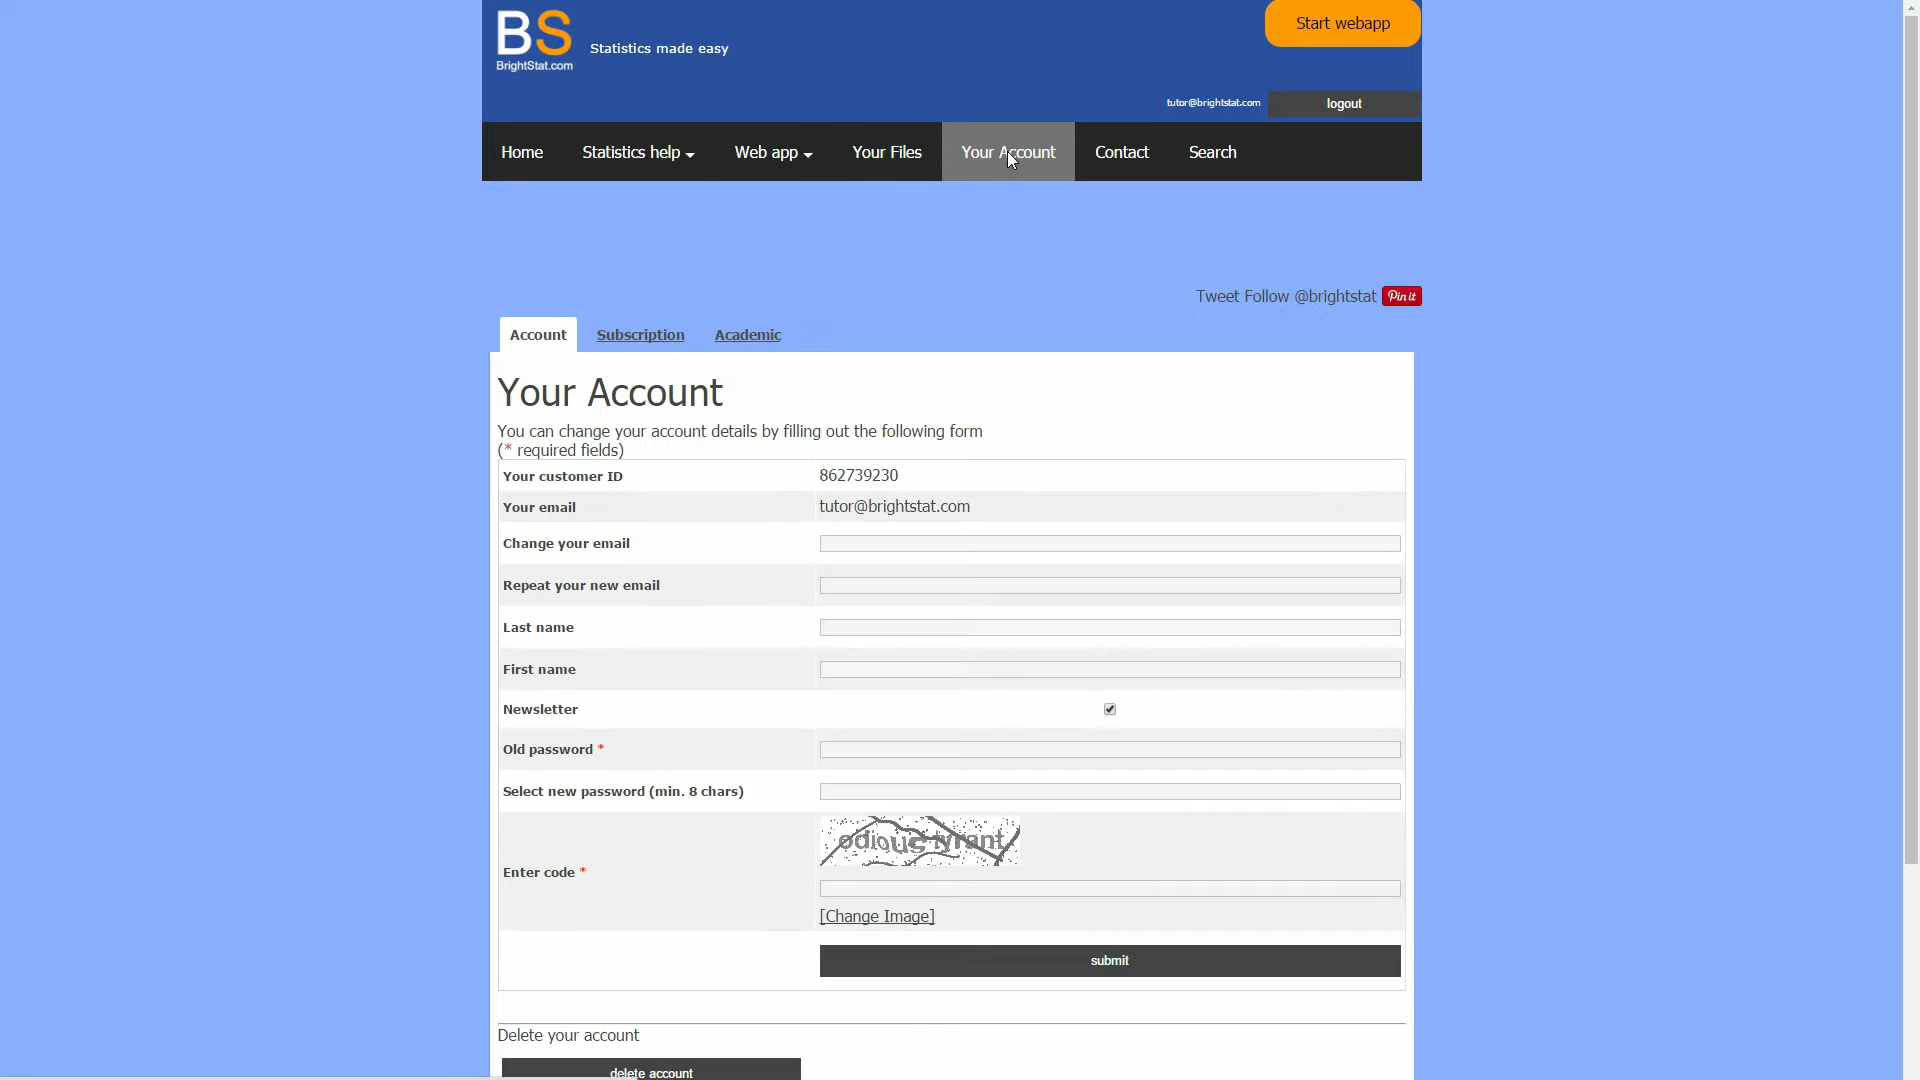 BS
BrightStat.com
Statistics made easy
Start webapp
tutor@brightstat.com
logout
Home
Statistics help
Web app
Your Files
Your Account
Contact
Search
Tweet Follow @brightstat
Pin it
Account
Subscription
Academic
Your Account
You can change your account details by filling out the following form
(* required fields)
Your customer ID
862739230
Your email
tutor@brightstat.com
Change your email
Repeat your new email
Last name
First name
Newsletter
Old password *
Select new password (min. 8 chars)
odious tyrant
Enter code *
[Change Image]
submit
Delete your account
delete account